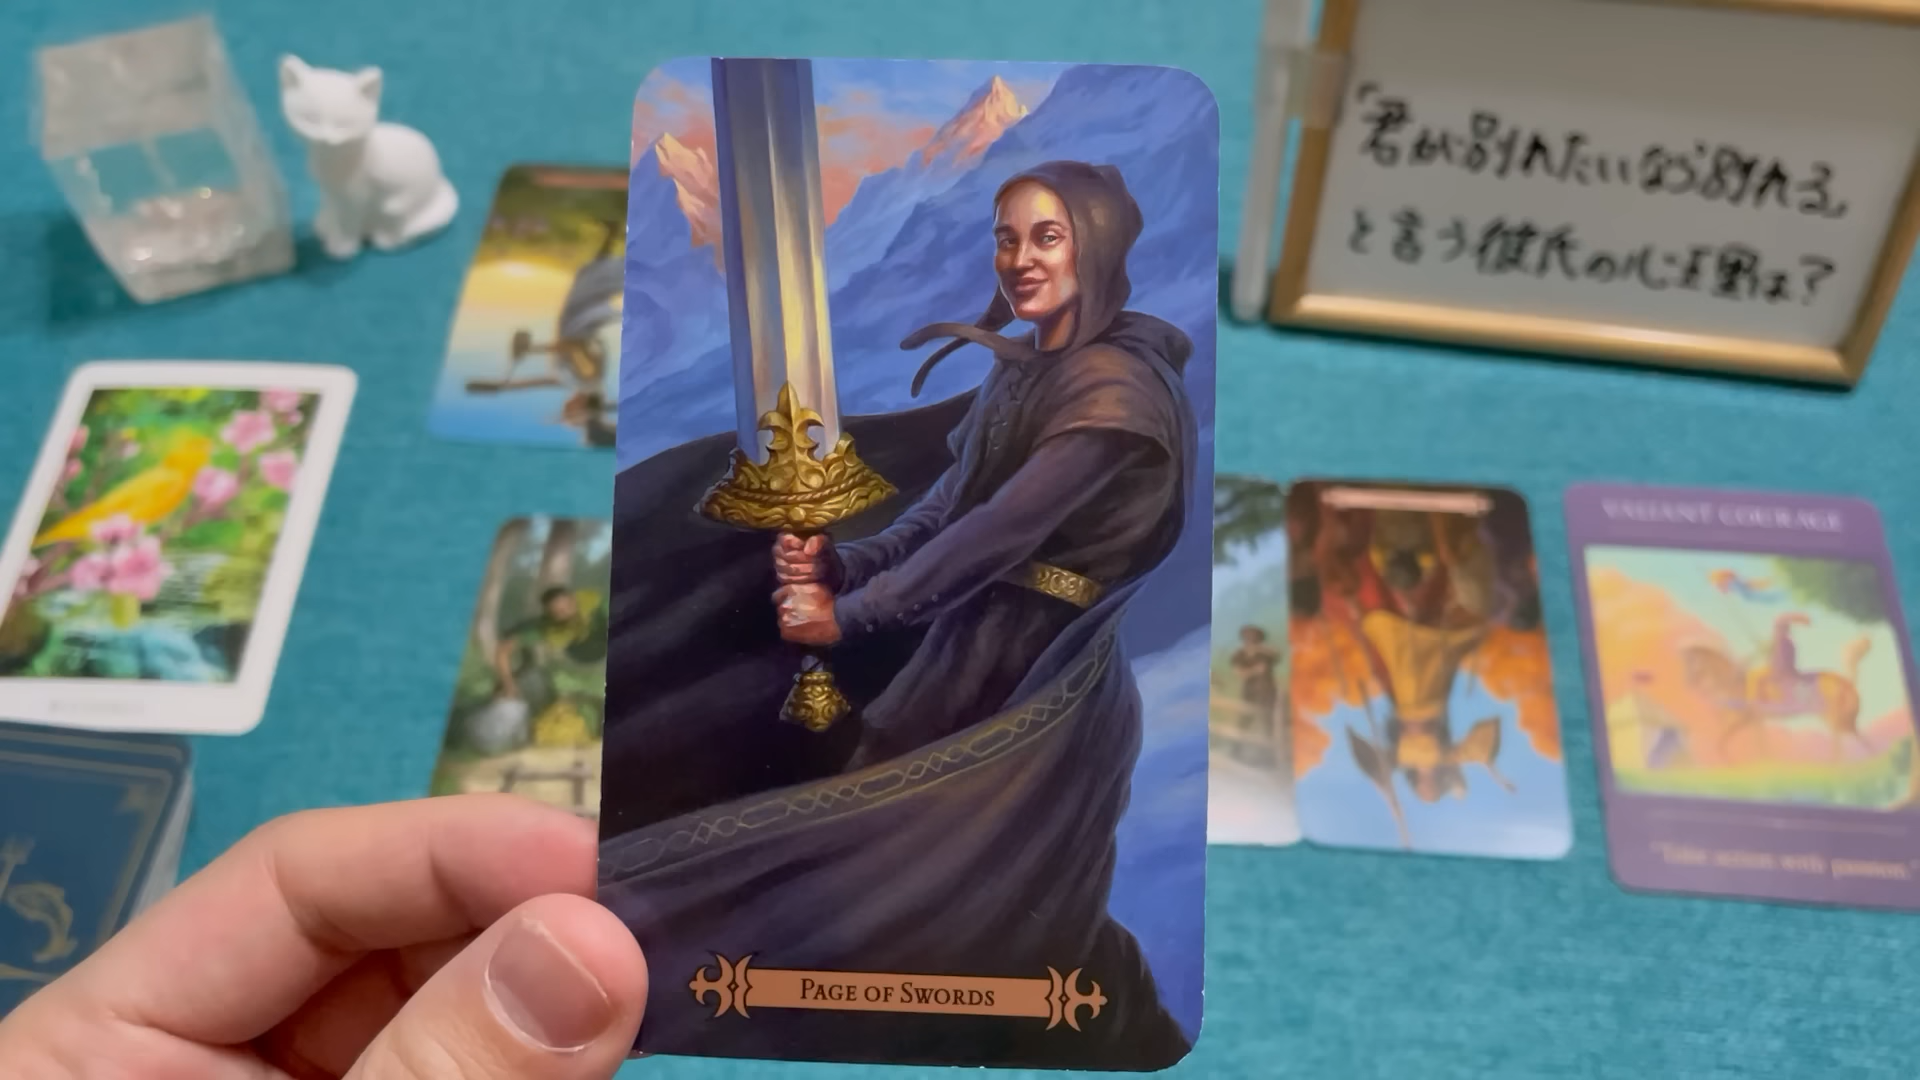 「君が別れたいなら別れる」
と言う彼氏の心理は?
VALIANT COURAGE
"Take action with passion."
PAGE OF SWORDS